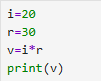 i=20
r=30
v=i*r
print(v)